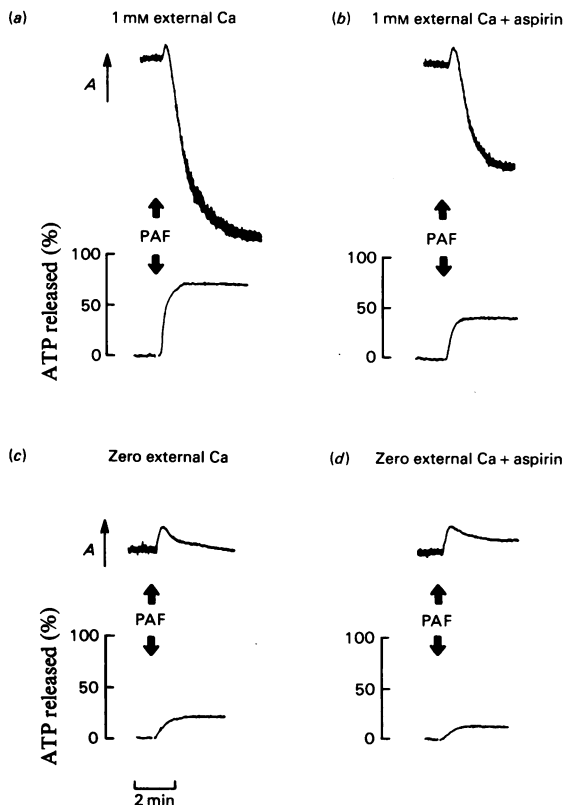 (a) 1 mM external Ca
A
PAF
ATP released (%)
100
50
0
(b) 1 mM external Ca + aspirin
PAF
100
50
0
(c) Zero external Ca
A
PAF
ATP released (%)
100
50
0
2 min
(d) Zero external Ca + aspirin
PAF
100
50
0